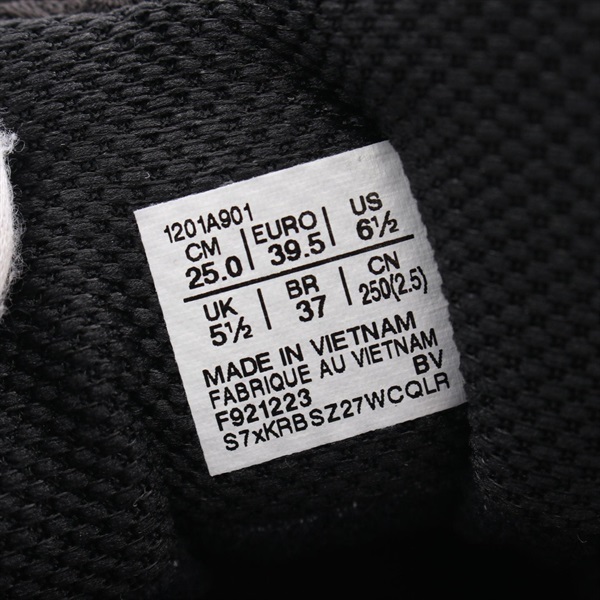 1201A901
CM | EURO | US
25.0 | 39.5 | 6½
UK | BR | CN
5½ | 37 | 250(2.5)
MADE IN VIETNAM
FABRIQUE AU VIETNAM
F921223 BV
S7xKRBSZ27WCQLR